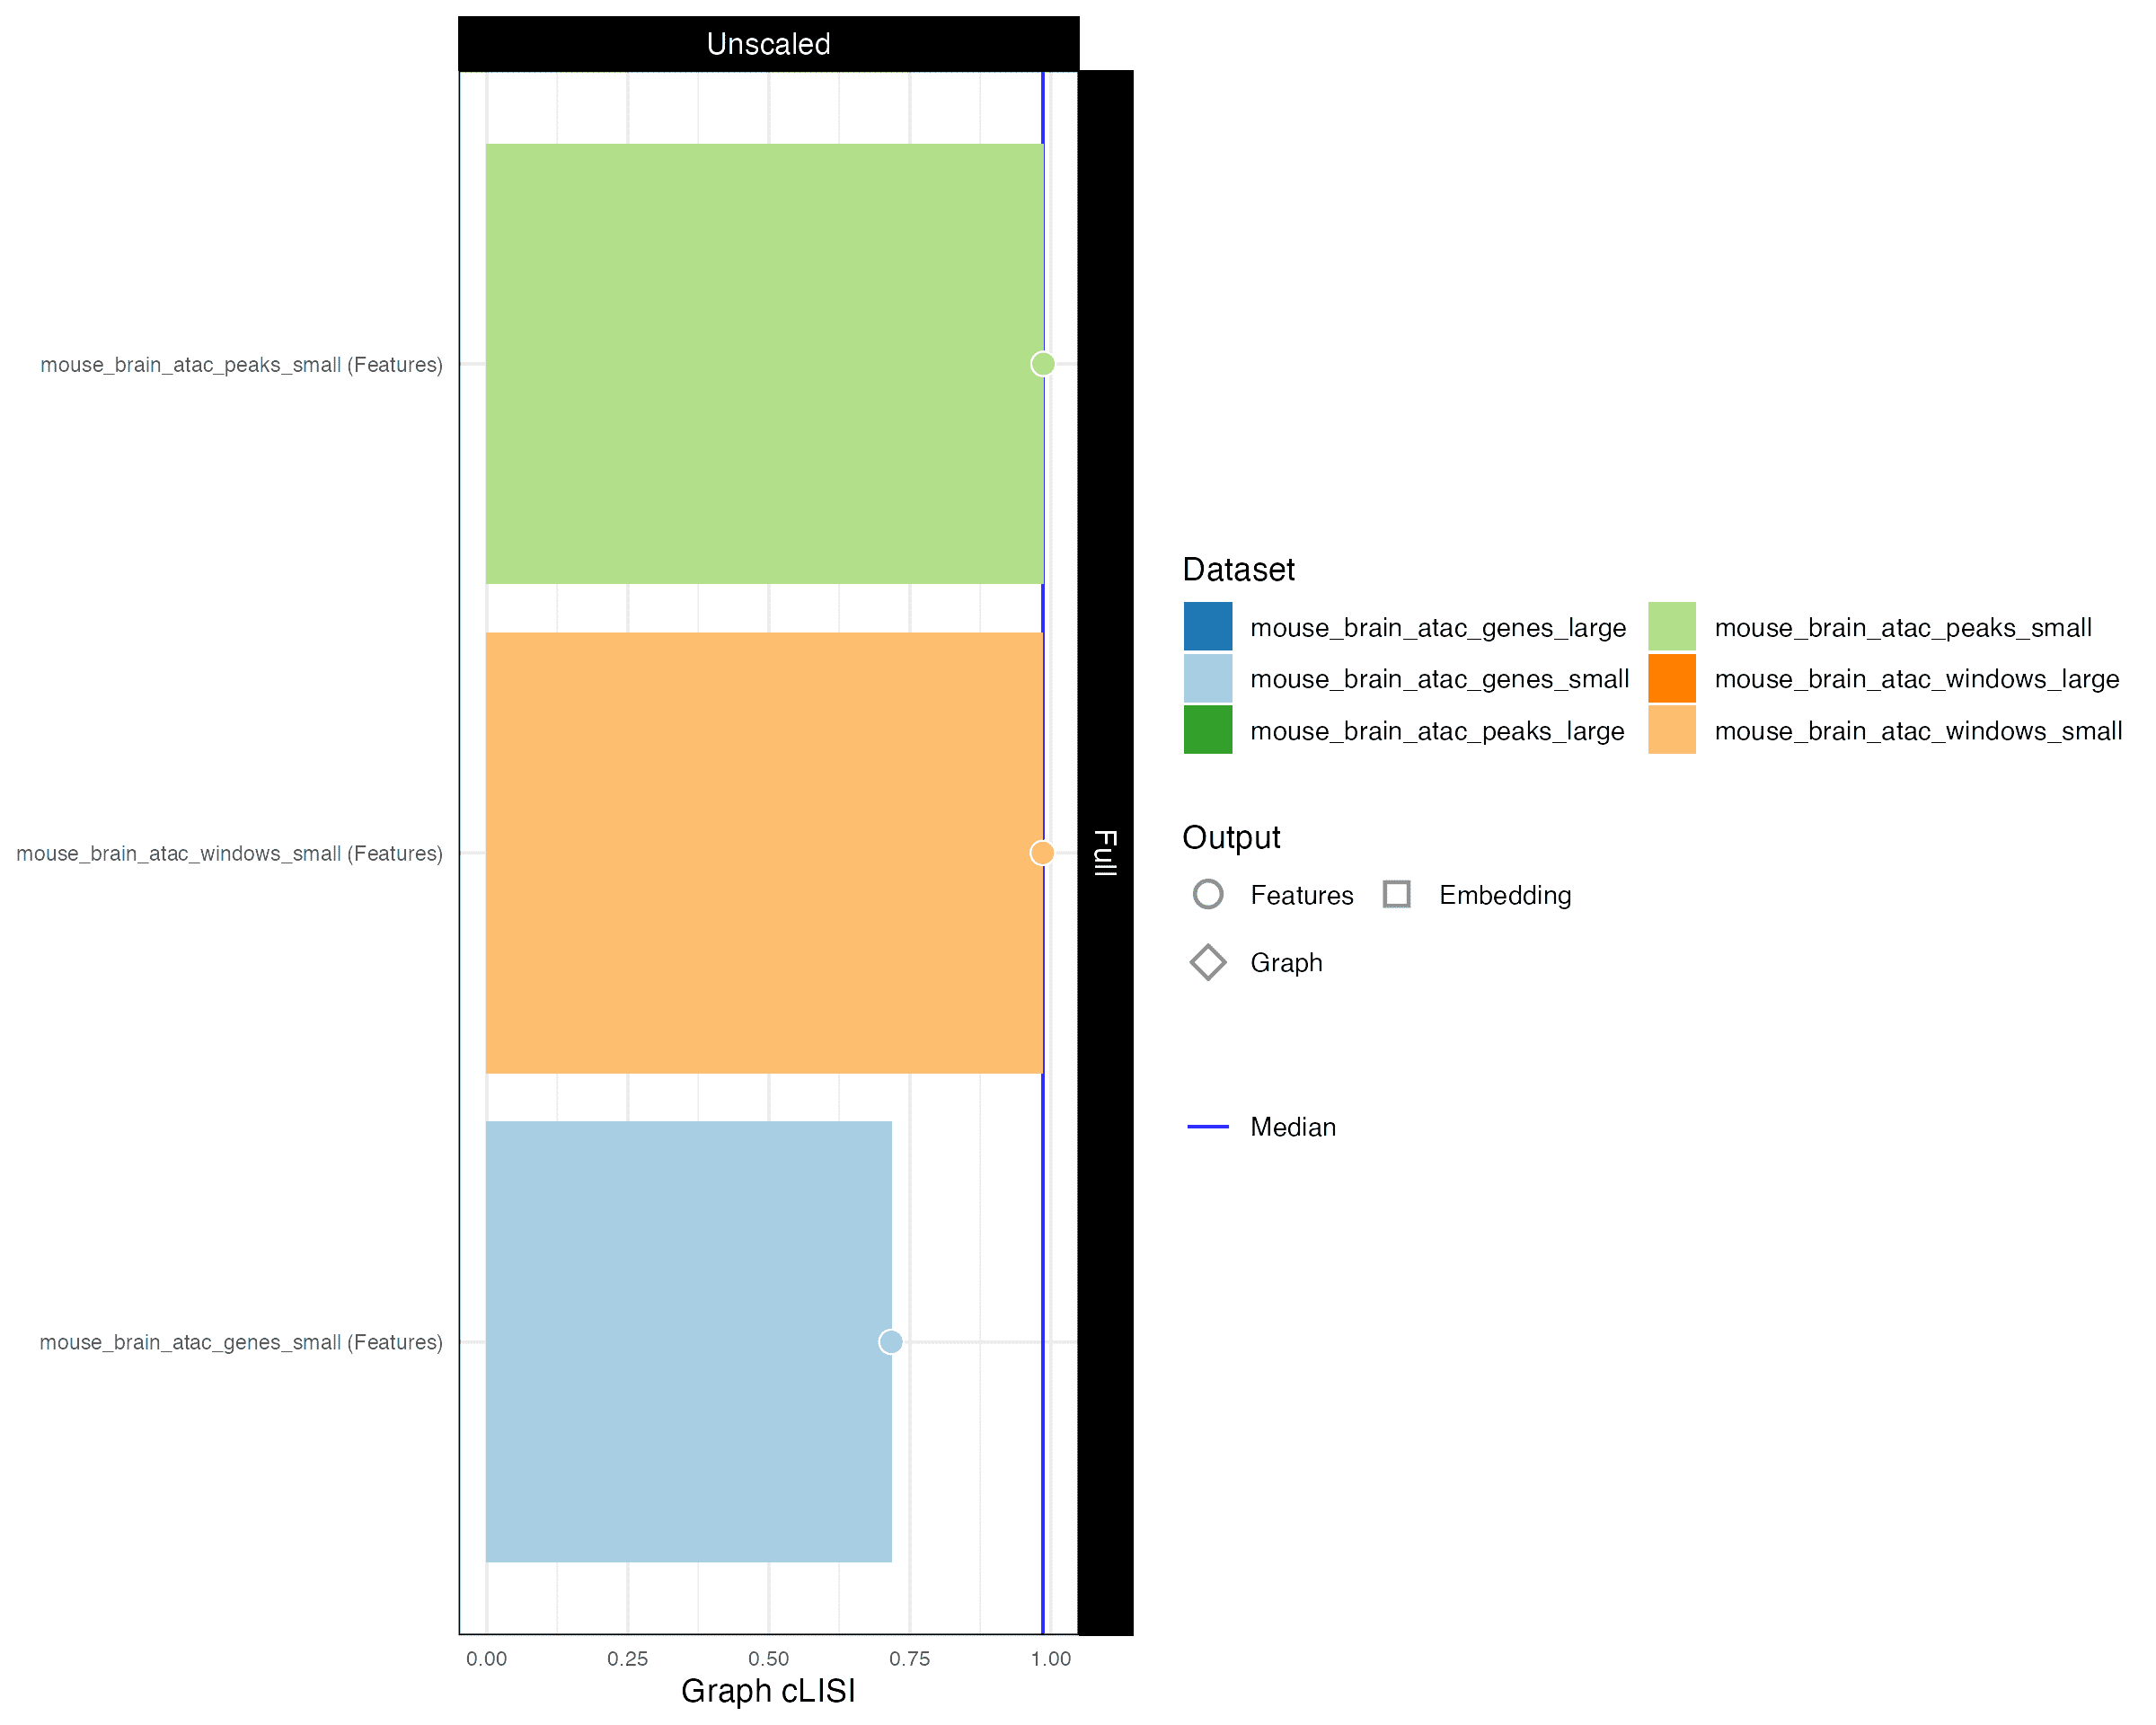 Unscaled
mouse_brain_atac_peaks_small (Features)
mouse_brain_atac_windows_small (Features)
mouse_brain_atac_genes_small (Features)
Full
0.00 0.25 0.50 0.75 1.00
Graph cLISI
Dataset
mouse_brain_atac_genes_large mouse_brain_atac_peaks_small
mouse_brain_atac_genes_small mouse_brain_atac_windows_large
mouse_brain_atac_peaks_large mouse_brain_atac_windows_small
Output
Features Embedding
Graph
Median